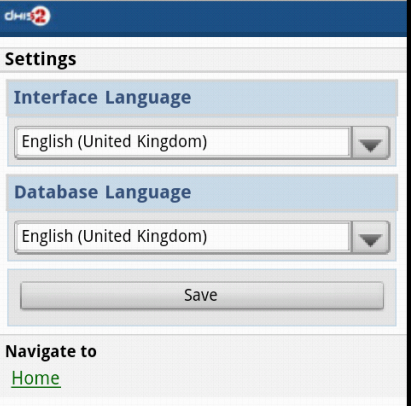 dHIS2
Settings
Interface Language
English (United Kingdom)
Database Language
English (United Kingdom)
Save
Navigate to
Home